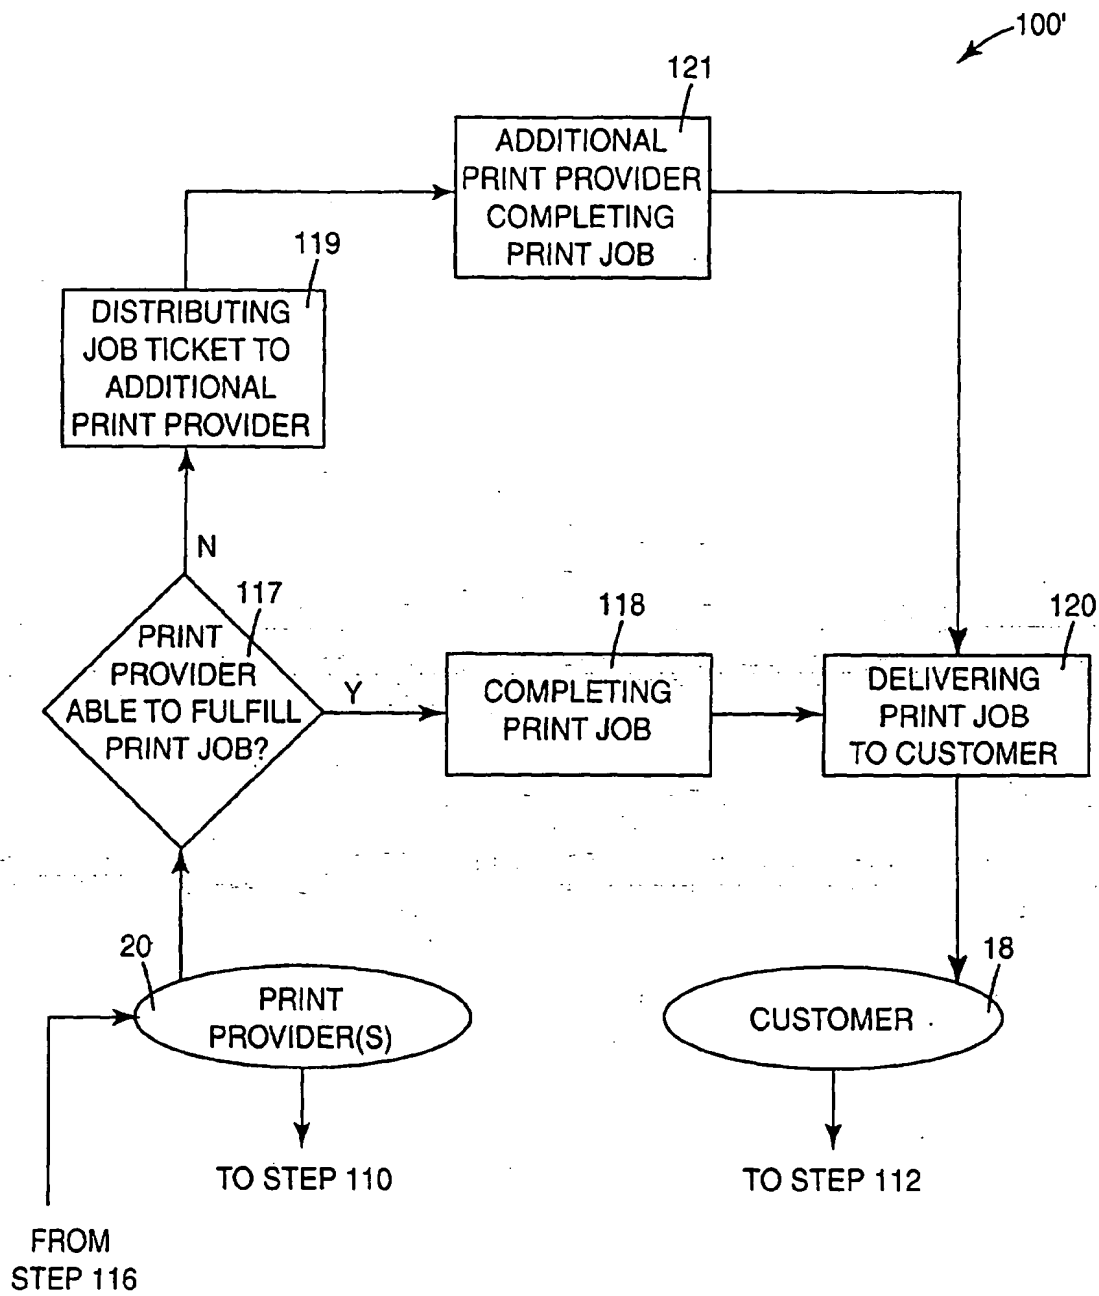 100'
121
ADDITIONAL
PRINT PROVIDER
COMPLETING
PRINT JOB
119
DISTRIBUTING
JOB TICKET TO
ADDITIONAL
PRINT PROVIDER
N
117
PRINT
PROVIDER
ABLE TO FULFILL
PRINT JOB?
Y
118
COMPLETING
PRINT JOB
120
DELIVERING
PRINT JOB
TO CUSTOMER
20
PRINT
PROVIDER(S)
18
CUSTOMER
TO STEP 110
TO STEP 112
FROM
STEP 116